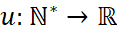 u: ℕ* → ℝ